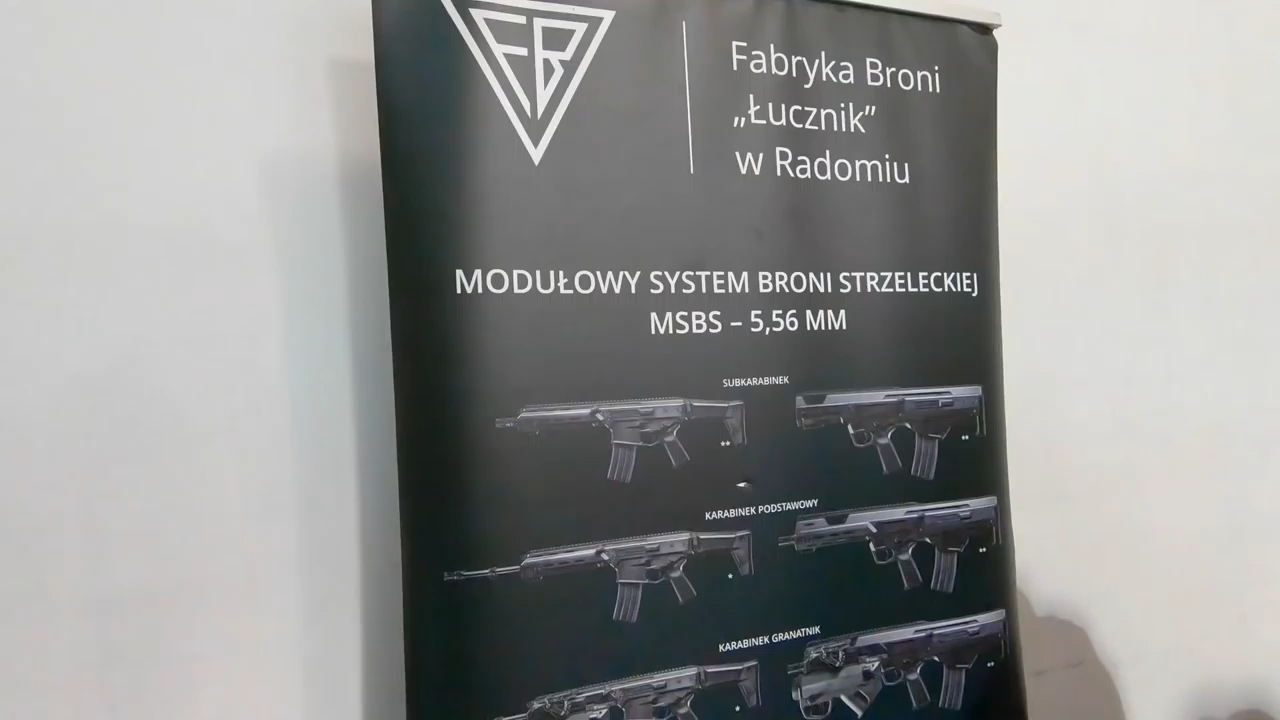 FB
Fabryka Broni
„Łucznik”
w Radomiu
MODUŁOWY SYSTEM BRONI STRZELECKIEJ
MSBS – 5,56 MM
SUBKARABINEK
**
**
KARABINEK PODSTAWOWY
*
**
KARABINEK GRANATNIK
*
**